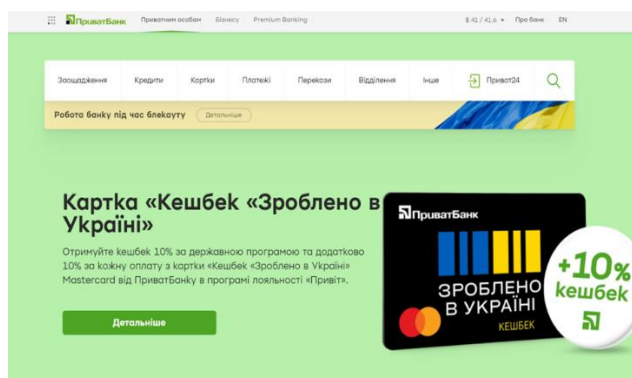 ПриватБанк Приватним особам Бізнесу Premium Banking $ 41 / 41.6 Про банк EN
Заощадження Кредити Картки Платежі Перекази Відділення Інше Приват24
Робота банку під час блекауту Детальніше
Картка «Кешбек «Зроблено в
Україні»
Отримуйте кешбек 10% за державною програмою та додатково
10% за кожну оплату з картки «Кешбек «Зроблено в Україні»
Mastercard від ПриватБанку в програмі лояльності «Привіт».
Детальніше
ПриватБанк
ЗРОБЛЕНО
В УКРАЇНІ
КЕШБЕК
+10%
кешбек